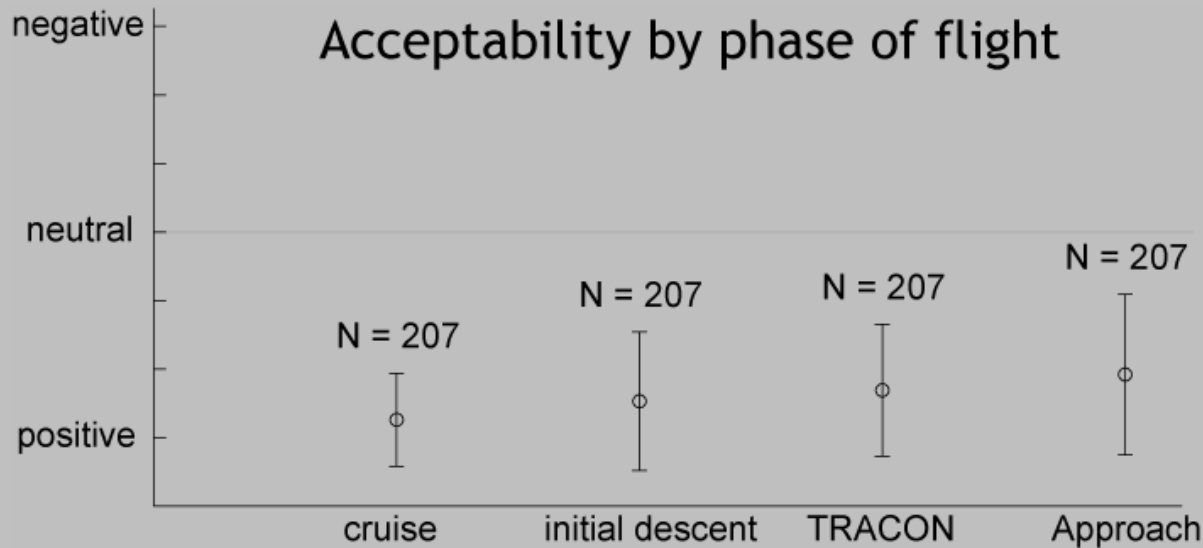 negative
Acceptability by phase of flight
neutral
N = 207
N = 207
N = 207
N = 207
positive
cruise
initial descent
TRACON
Approach